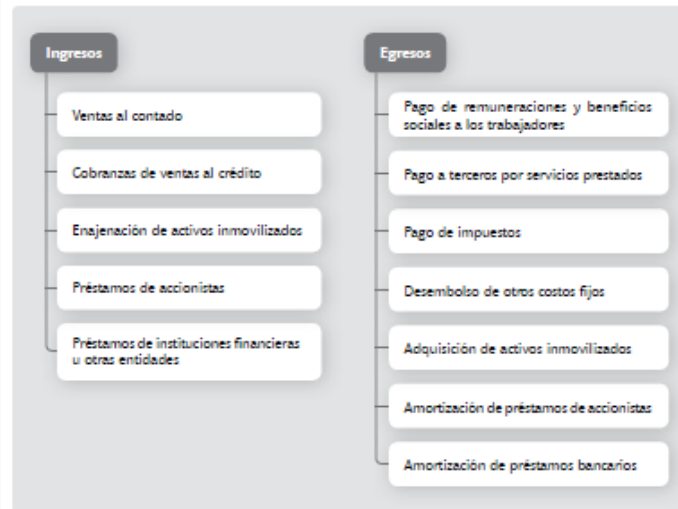 Ingresos
Ventas al contado
Cobranzas de ventas al crédito
Enajenación de activos inmovilizados
Préstamos de accionistas
Préstamos de instituciones financieras
u otras entidades
Egresos
Pago de remuneraciones y beneficios
sociales a los trabajadores
Pago a terceros por servicios prestados
Pago de impuestos
Desembolso de otros costos fijos
Adquisición de activos inmovilizados
Amortización de préstamos de accionistas
Amortización de préstamos bancarios